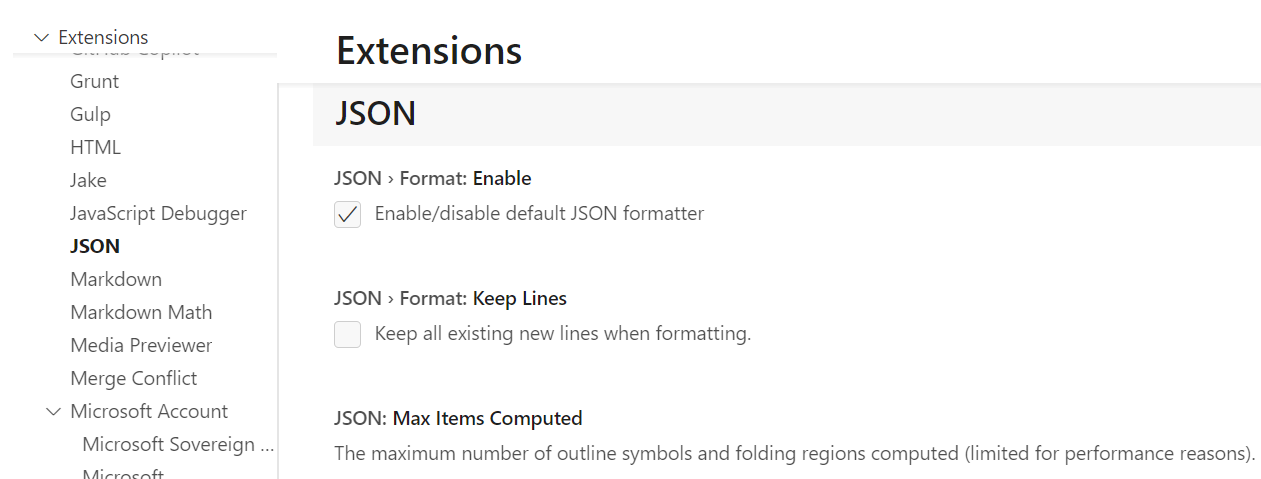 Extensions
GitHub Copilot
Grunt
Gulp
HTML
Jake
JavaScript Debugger
JSON
Markdown
Markdown Math
Media Previewer
Merge Conflict
Microsoft Account
Microsoft Sovereign ...
Microsoft
Extensions
JSON
JSON › Format: Enable
Enable/disable default JSON formatter
JSON › Format: Keep Lines
Keep all existing new lines when formatting.
JSON: Max Items Computed
The maximum number of outline symbols and folding regions computed (limited for performance reasons).